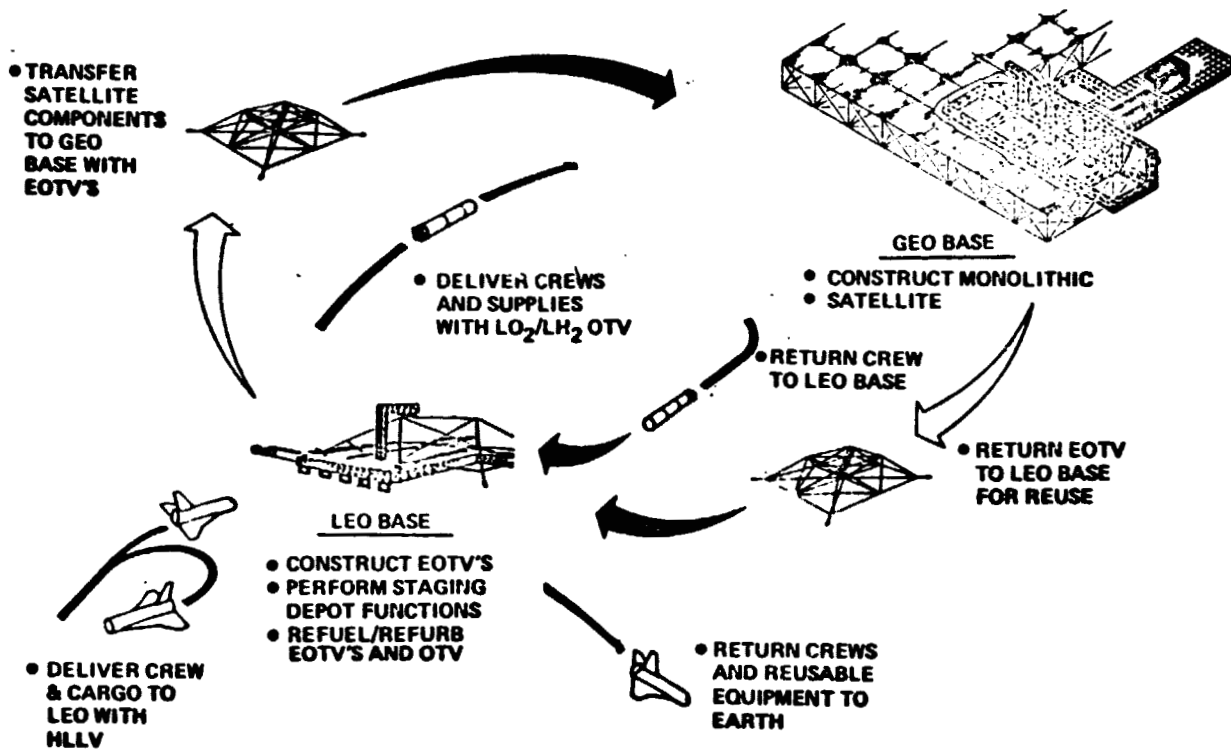 ● TRANSFER
SATELLITE
COMPONENTS
TO GEO
BASE WITH
EOTV'S
● DELIVER CREWS
AND SUPPLIES
WITH LO₂/LH₂ OTV
GEO BASE
● CONSTRUCT MONOLITHIC
● SATELLITE
● RETURN CREW
TO LEO BASE
● RETURN EOTV
TO LEO BASE
FOR REUSE
LEO BASE
● CONSTRUCT EOTV'S
● PERFORM STAGING
DEPOT FUNCTIONS
● REFUEL/REFURB
EOTV'S AND OTV
● DELIVER CREW
& CARGO TO
LEO WITH
HLLV
● RETURN CREWS
AND REUSABLE
EQUIPMENT TO
EARTH